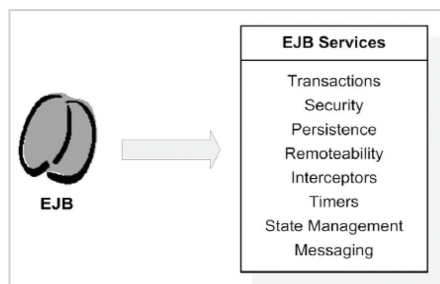 EJB Services
Transactions
Security
Persistence
Remoteability
Interceptors
Timers
State Management
Messaging
EJB